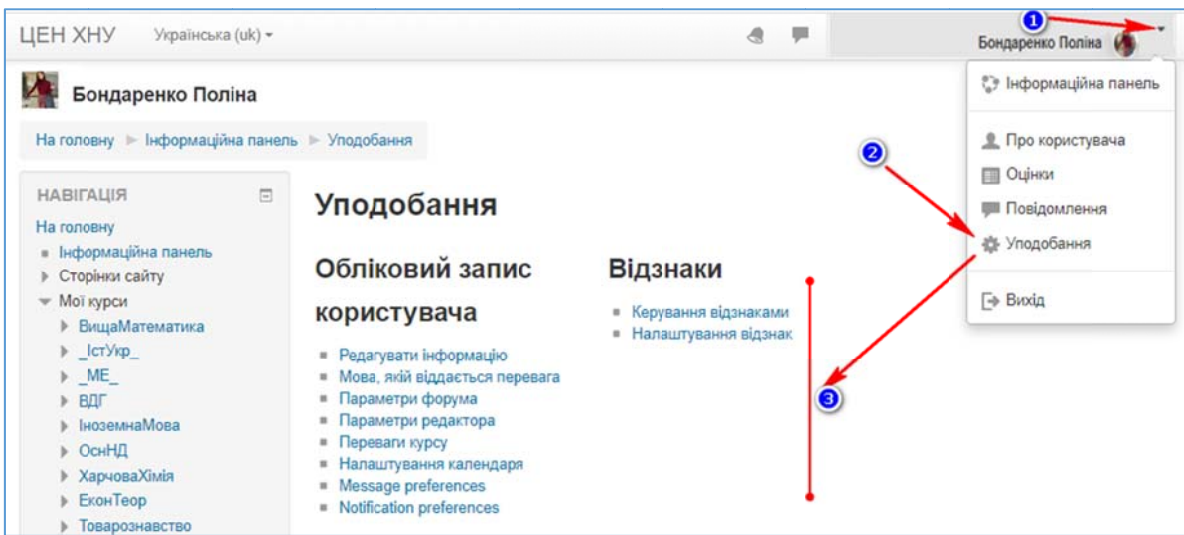 ЦЕН ХНУ Українська (uk)
1
Бондаренко Поліна
Бондаренко Поліна
На головну Інформаційна панель Уподобання
Інформаційна панель
Про користувача
Оцінки
Повідомлення
Уподобання
Вихід
2
3
НАВІГАЦІЯ
На головну
Інформаційна панель
Сторінки сайту
Мої курси
ВищаМатематика
_ІстУкр_
_МЕ_
ВДГ
ІноземнаМова
ОснНД
ХарчоваХімія
ЕконТеор
Товарознавство
Уподобання
Обліковий запис
користувача
Редагувати інформацію
Мова, якій віддається перевага
Параметри форума
Параметри редактора
Переваги курсу
Налаштування календаря
Message preferences
Notification preferences
Відзнаки
Керування відзнаками
Налаштування відзнак